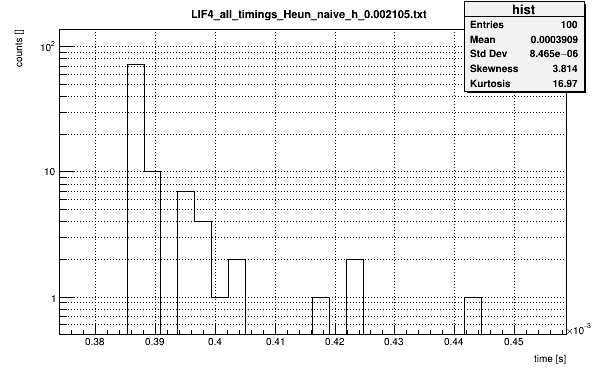 LIF4_all_timings_Heun_naive_h_0.002105.txt
hist
Entries 100
Mean 0.0003909
Std Dev 8.465e−06
Skewness 3.814
Kurtosis 16.97
counts []
10²
10
1
0.38 0.39 0.4 0.41 0.42 0.43 0.44 0.45
×10⁻³
time [s]